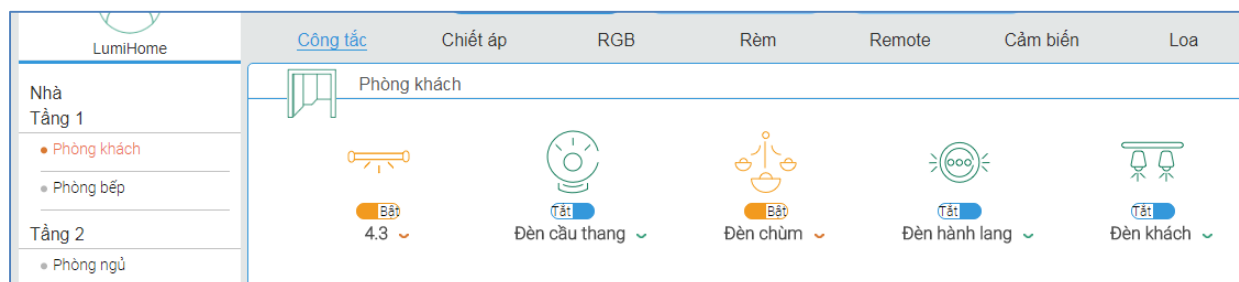 LumiHome
Công tắc Chiết áp RGB Rèm Remote Cảm biến Loa
Nhà
Tầng 1
Phòng khách
Phòng bếp
Tầng 2
Phòng ngủ
Phòng khách
Bật Tắt Bật Tắt Tắt
4.3 Đèn cầu thang Đèn chùm Đèn hành lang Đèn khách